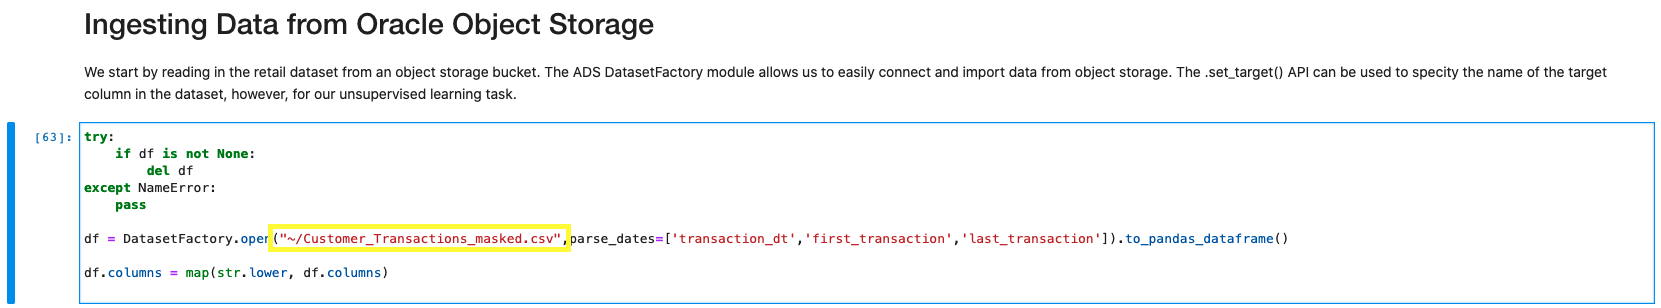 Ingesting Data from Oracle Object Storage
We start by reading in the retail dataset from an object storage bucket. The ADS DatasetFactory module allows us to easily connect and import data from object storage. The .set_target() API can be used to specity the name of the target
column in the dataset, however, for our unsupervised learning task.
[63]: try:
if df is not None:
del df
except NameError:
pass
df = DatasetFactory.open("~/Customer_Transactions_masked.csv",parse_dates=['transaction_dt','first_transaction','last_transaction']).to_pandas_dataframe()
df.columns = map(str.lower, df.columns)